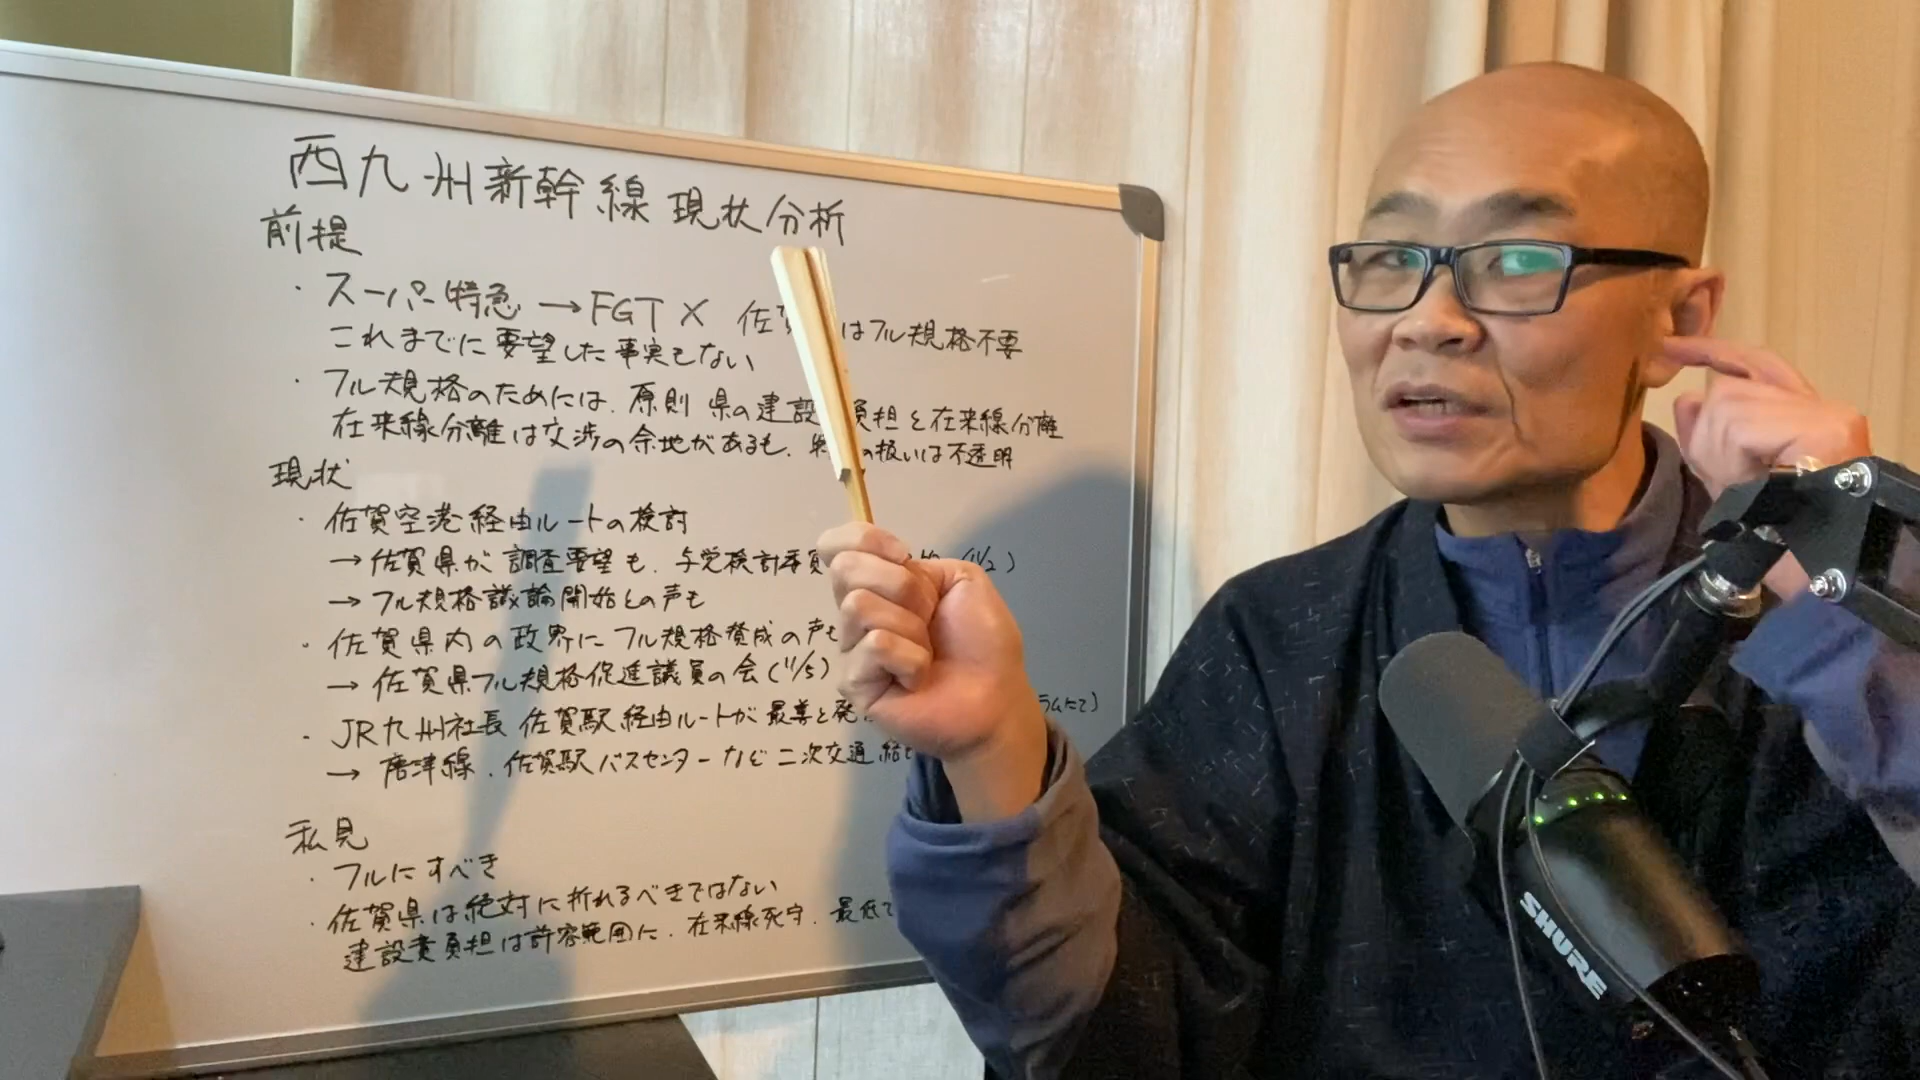 西九州新幹線 現状分析
前提
・スーパー特急 → FGT × 佐 はフル規格不要
これまでに要望した事実もない
・フル規格のためには、原則 県の建設 負担と在来線分離
在来線分離は交渉の余地があるも、 の扱いは不透明
現状
・佐賀空港経由ルートの検討
→ 佐賀県が調査要望も、与党検討委員 (11/2)
→ フル規格議論開始との声も
・佐賀県内の政界にフル規格賛成の声も
→ 佐賀県フル規格促進議員の会(11/5)
・JR九州社長 佐賀駅経由ルートが最善と発 ラムにて)
→ 唐津線、佐賀駅バスセンターなど二次交通結
私見
・フルにすべき
・佐賀県は絶対に折れるべきではない
建設費負担は許容範囲に、在来線死守、最低で
SHURE